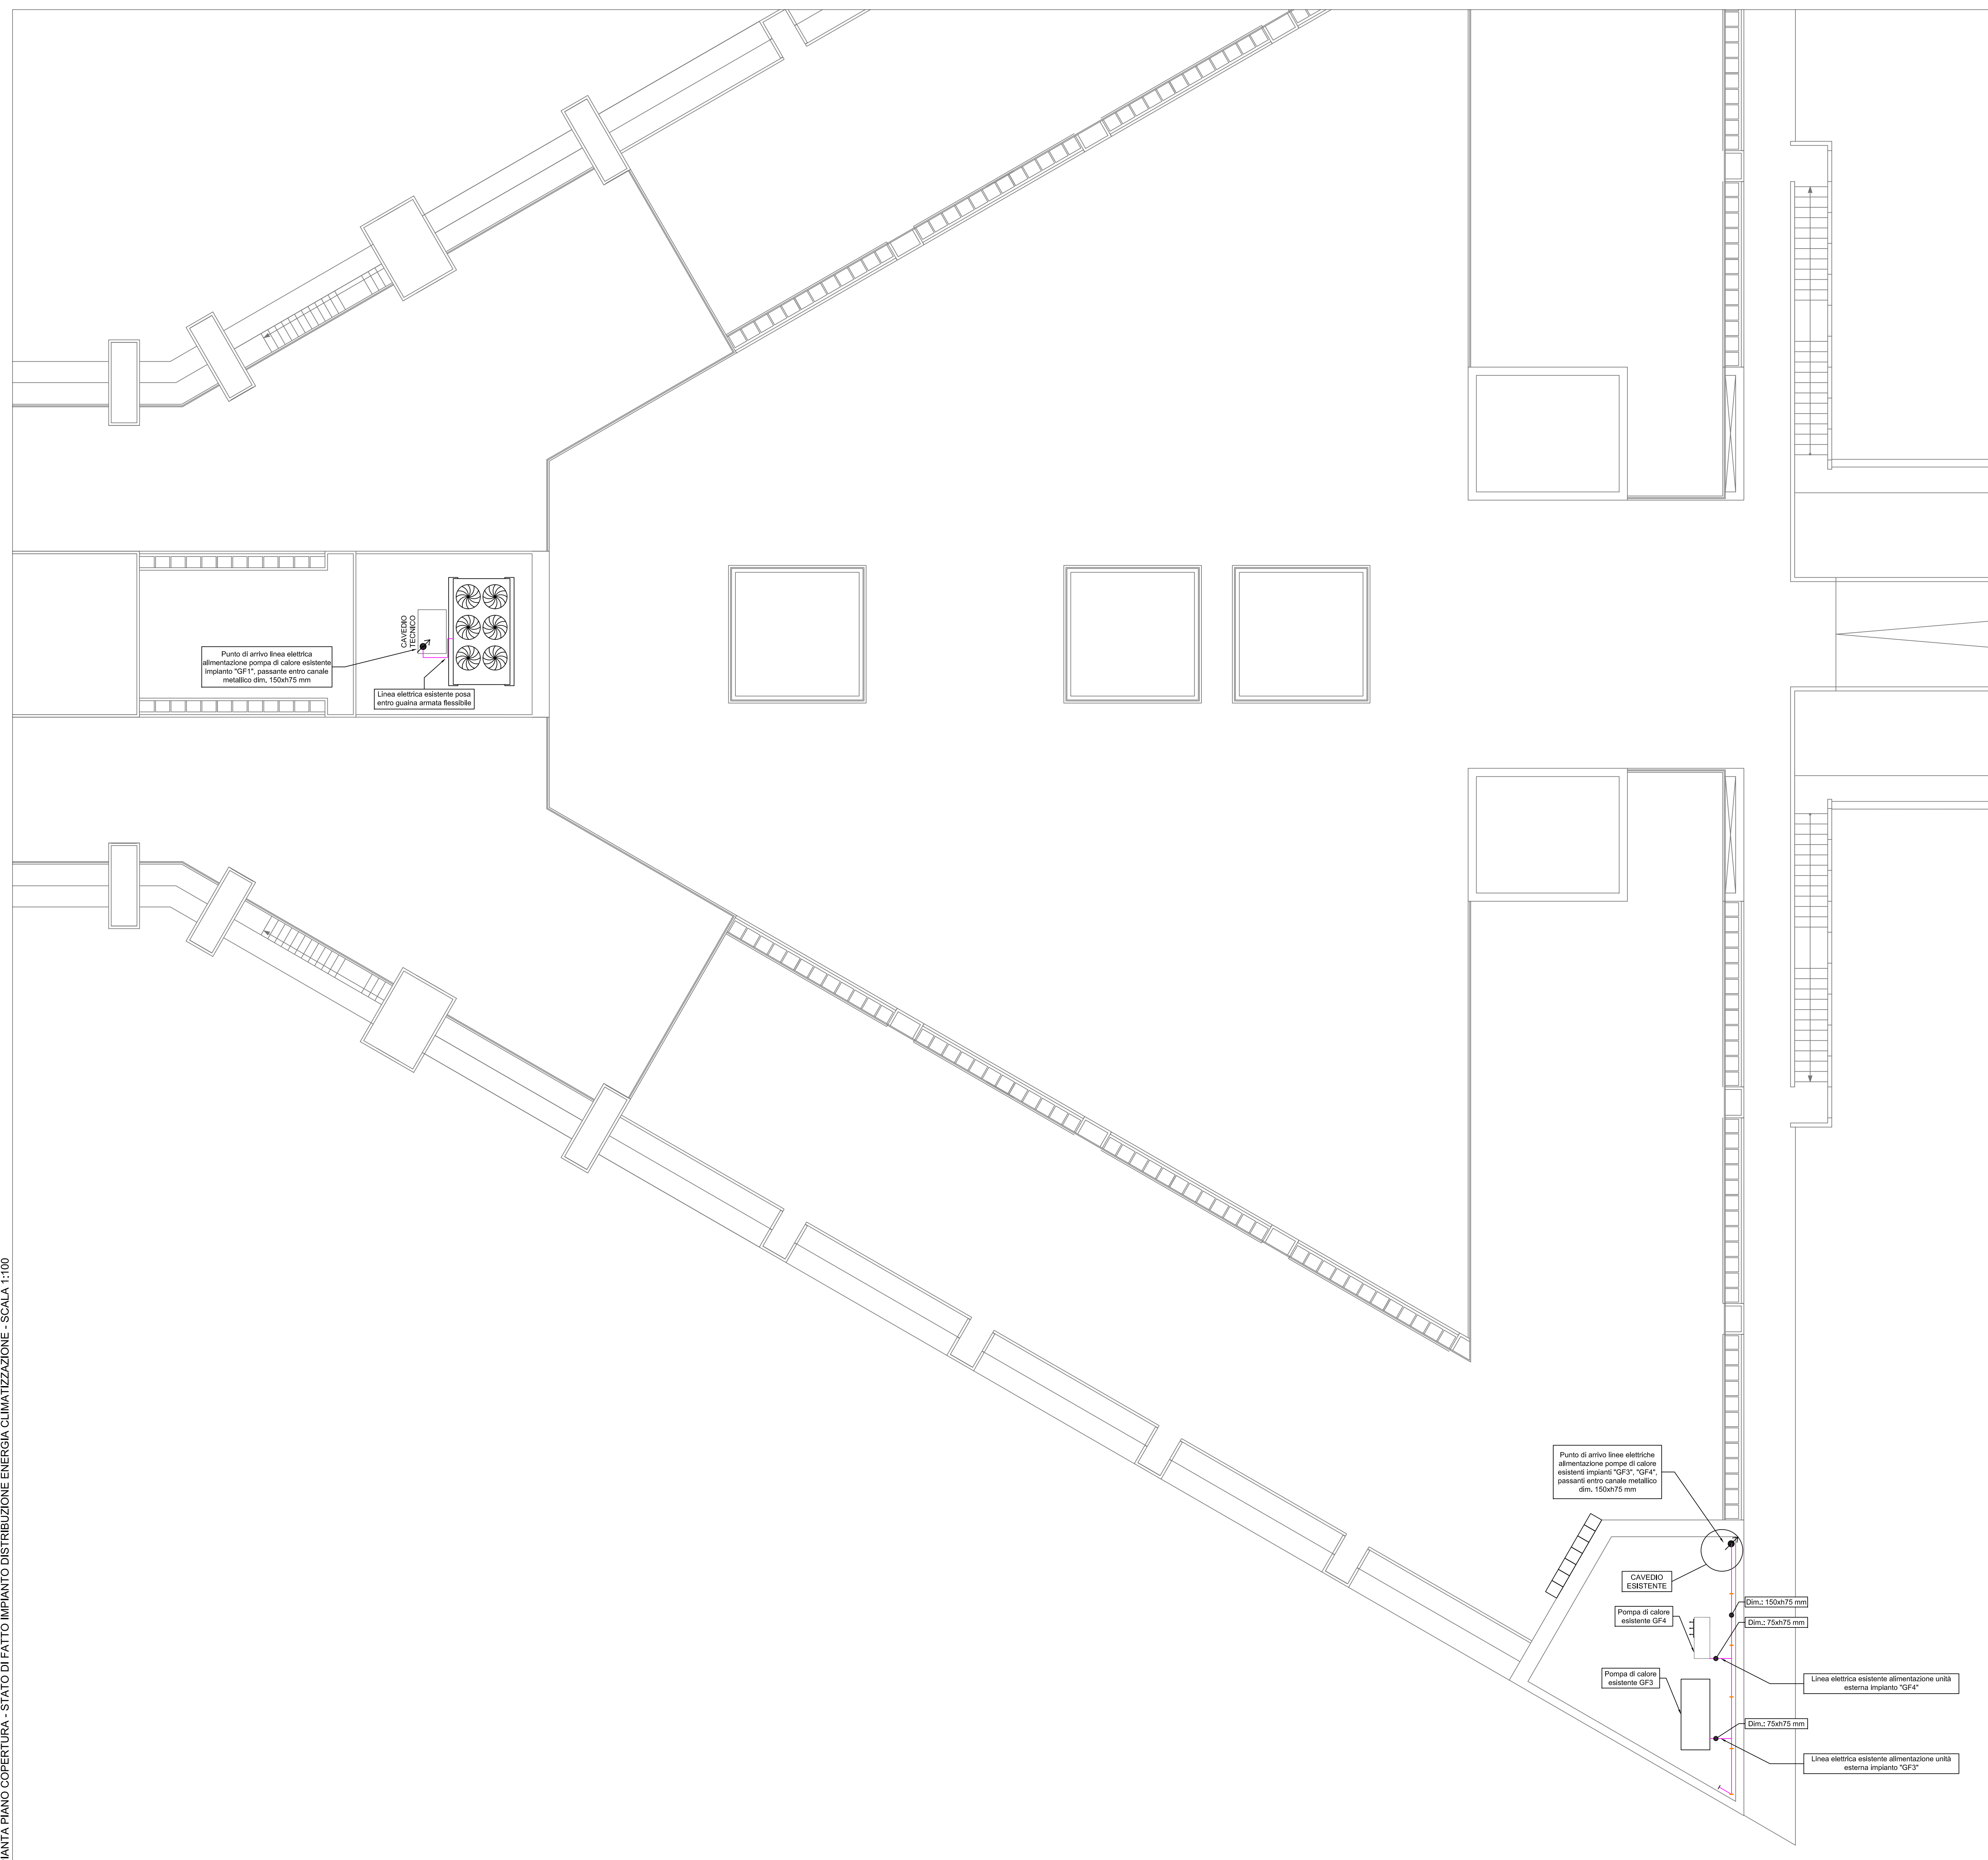 CAVEDIO
TECNICO
Punto di arrivo linea elettrica
alimentazione pompa di calore esistente
impianto "GF1", passante entro canale
metallico dim. 150xh75 mm
Linea elettrica esistente posa
entro guaina armata flessibile
IANTA PIANO COPERTURA - STATO DI FATTO IMPIANTO DISTRIBUZIONE ENERGIA CLIMATIZZAZIONE - SCALA 1:100
Punto di arrivo linee elettriche
alimentazione pompe di calore
esistenti impianti "GF3", "GF4",
passanti entro canale metallico
dim. 150xh75 mm
CAVEDIO
ESISTENTE
Dim.: 150xh75 mm
Pompa di calore
esistente GF4
Dim.: 75xh75 mm
Pompa di calore
esistente GF3
Linea elettrica esistente alimentazione unità
esterna impianto "GF4"
Dim.: 75xh75 mm
Linea elettrica esistente alimentazione unità
esterna impianto "GF3"